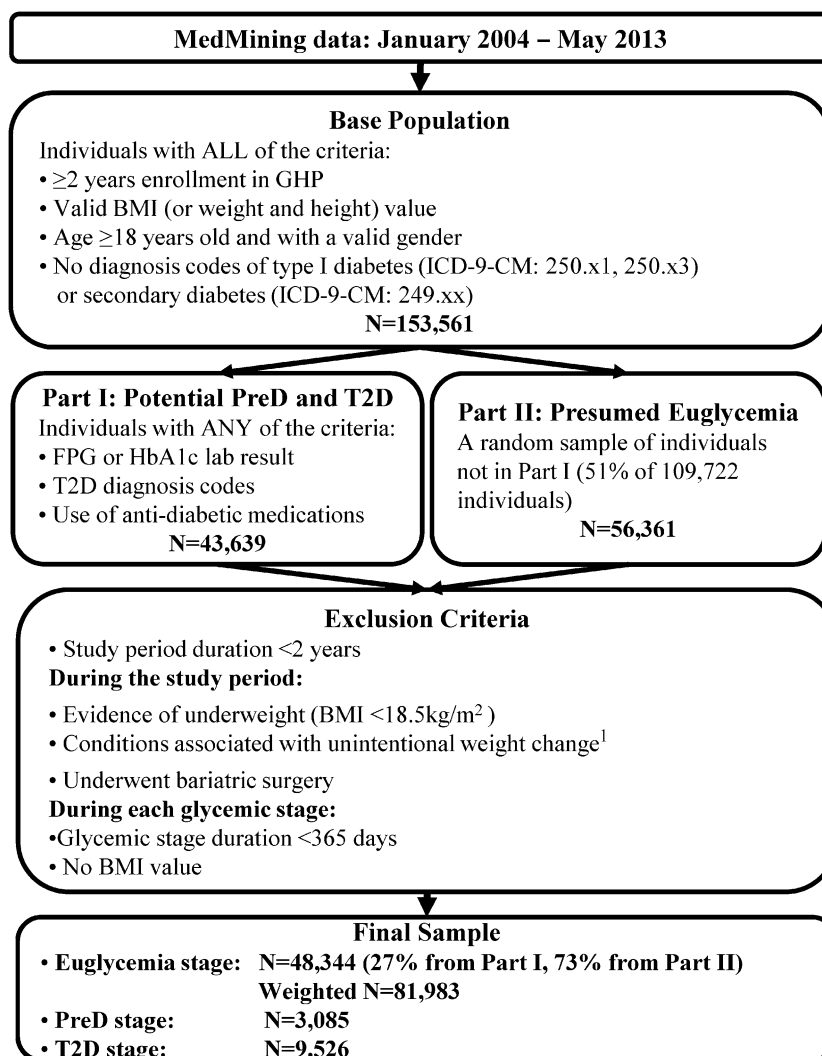 MedMining data: January 2004 – May 2013
Base Population
Individuals with ALL of the criteria:
• ≥2 years enrollment in GHP
• Valid BMI (or weight and height) value
• Age ≥18 years old and with a valid gender
• No diagnosis codes of type I diabetes (ICD-9-CM: 250.x1, 250.x3)
or secondary diabetes (ICD-9-CM: 249.xx)
N=153,561
Part I: Potential PreD and T2D
Individuals with ANY of the criteria:
• FPG or HbA1c lab result
• T2D diagnosis codes
• Use of anti-diabetic medications
N=43,639
Part II: Presumed Euglycemia
A random sample of individuals
not in Part I (51% of 109,722
individuals)
N=56,361
Exclusion Criteria
• Study period duration <2 years
During the study period:
• Evidence of underweight (BMI <18.5kg/m² )
• Conditions associated with unintentional weight change¹
• Underwent bariatric surgery
During each glycemic stage:
•Glycemic stage duration <365 days
• No BMI value
Final Sample
• Euglycemia stage: N=48,344 (27% from Part I, 73% from Part II)
Weighted N=81,983
• PreD stage: N=3,085
• T2D stage: N=9,526